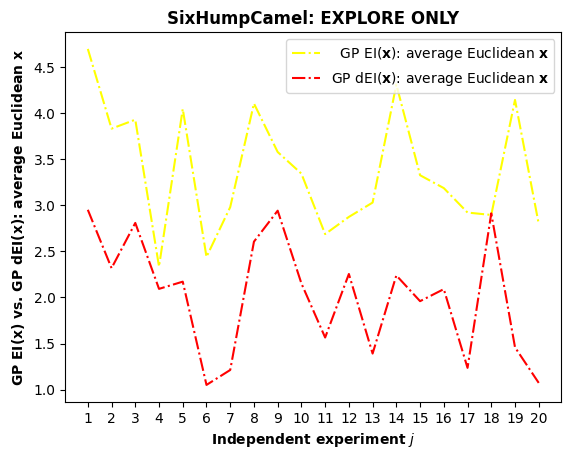 SixHumpCamel: EXPLORE ONLY
GP EI(x) vs. GP dEI(x): average Euclidean x
GP EI(x): average Euclidean x
GP dEI(x): average Euclidean x
4.5
4.0
3.5
3.0
2.5
2.0
1.5
1.0
1 2 3 4 5 6 7 8 9 10 11 12 13 14 15 16 17 18 19 20
Independent experiment j